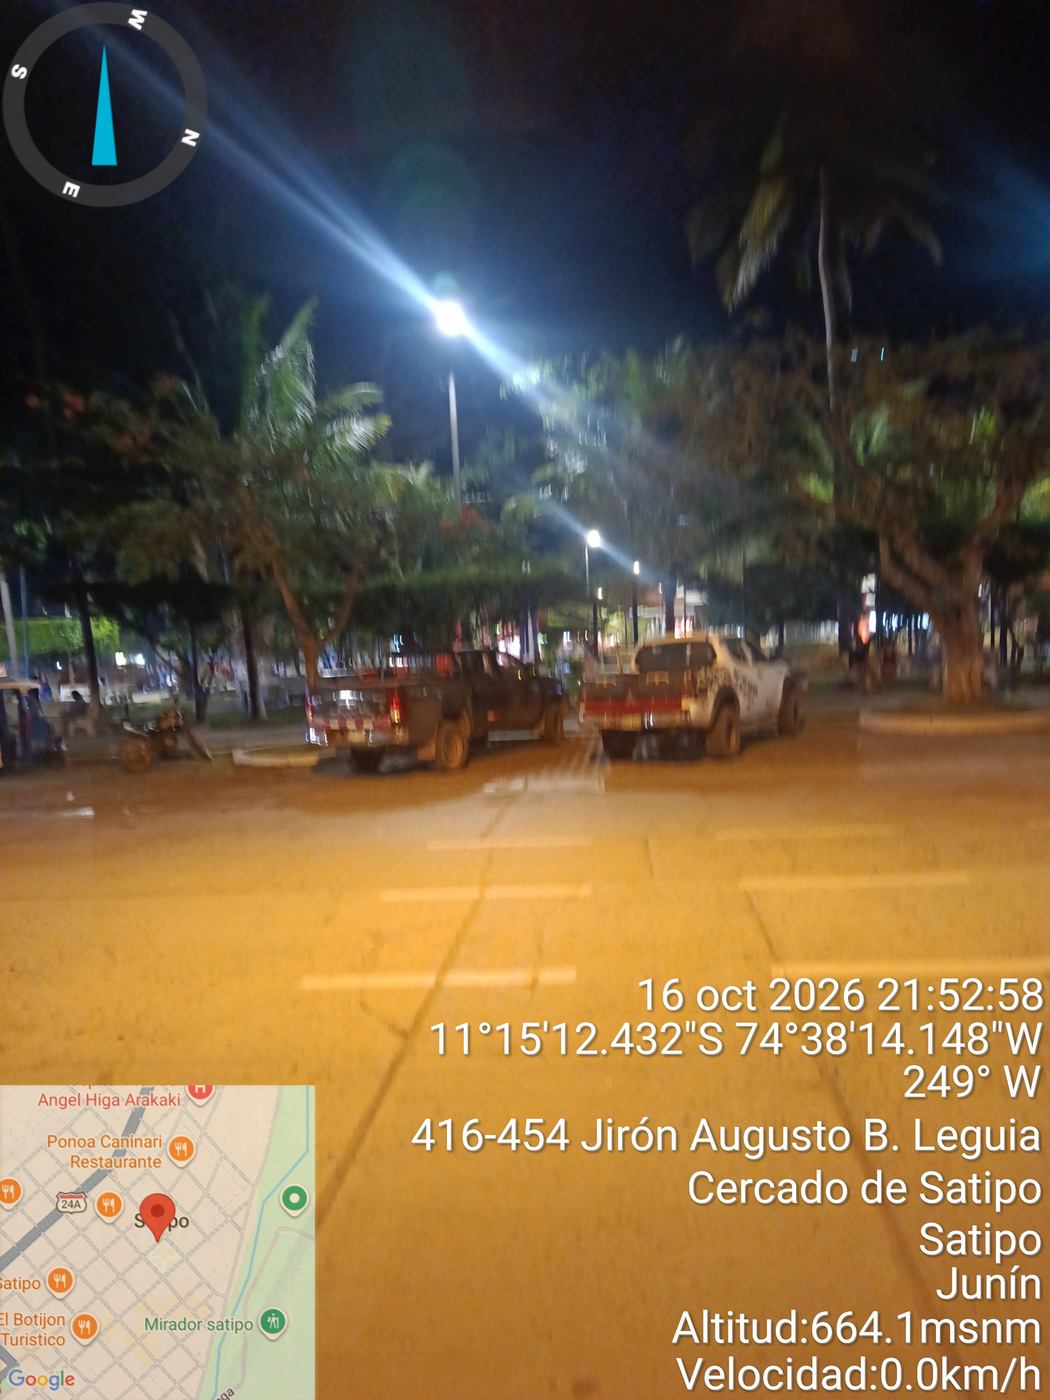 W
S
N
E
16 oct 2026 21:52:58
11°15'12.432"S 74°38'14.148"W
249° W
416-454 Jirón Augusto B. Leguia
Cercado de Satipo
Satipo
Junín
Altitud:664.1msnm
Velocidad:0.0km/h
Angel Higa Arakaki
H
Ponoa Caninari
Restaurante
24A
Satipo
El Botijon
Turistico
Mirador satipo
Google